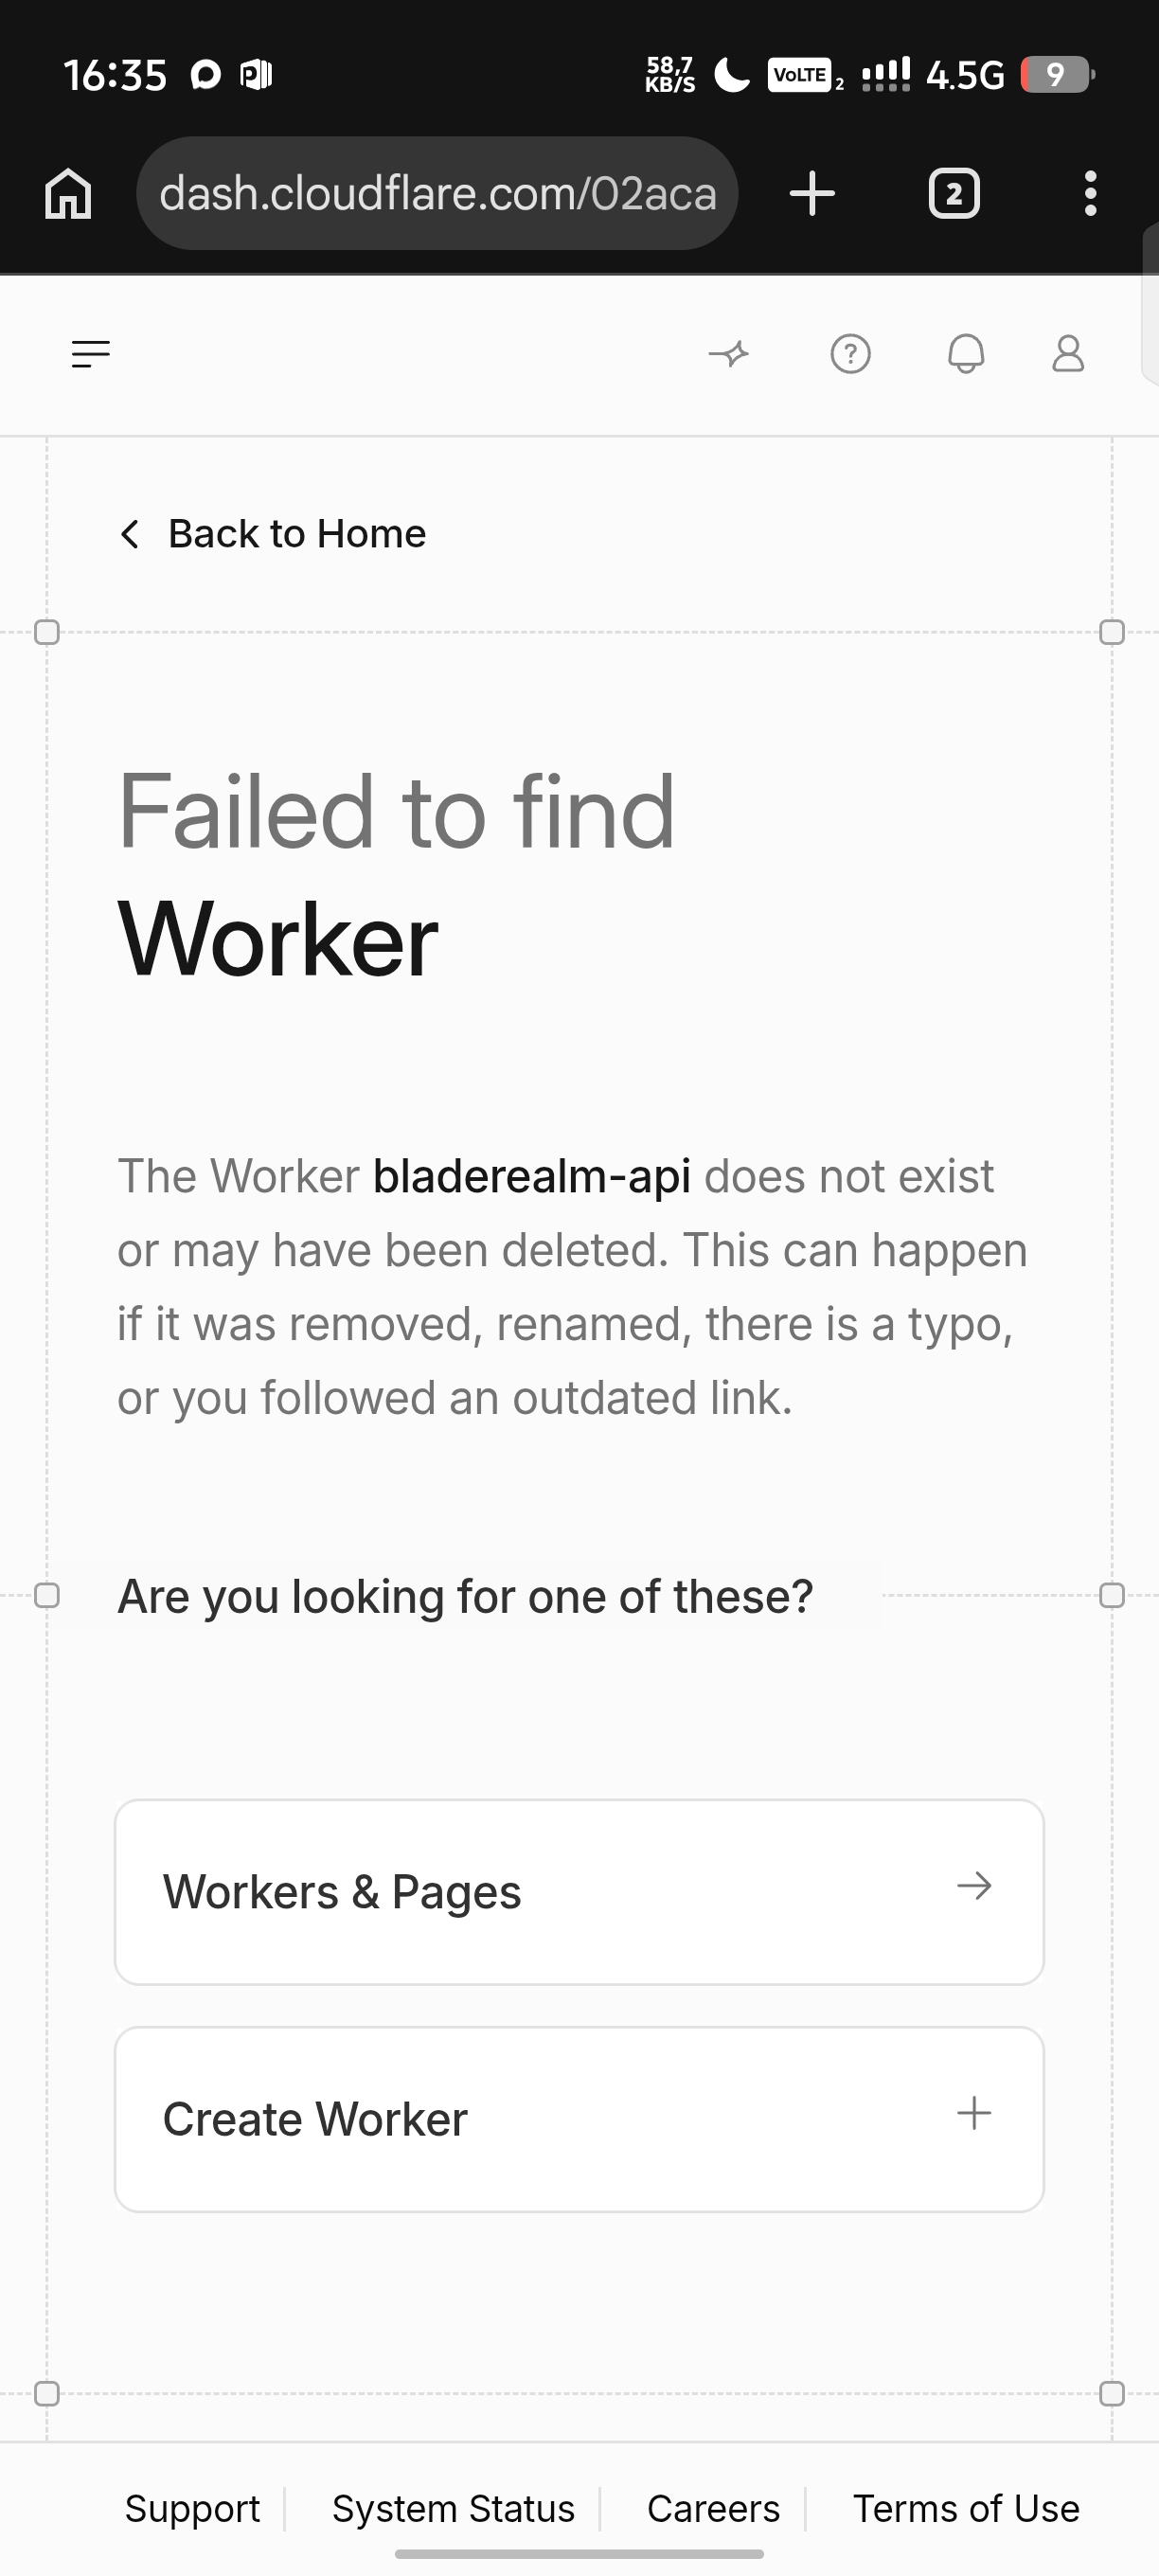 16:35
58,7
KB/S
VoLTE 2
4.5G
9
dash.cloudflare.com/02aca
2
Back to Home
Failed to find
Worker
The Worker bladerealm-api does not exist
or may have been deleted. This can happen
if it was removed, renamed, there is a typo,
or you followed an outdated link.
Are you looking for one of these?
Workers & Pages
Create Worker
Support
System Status
Careers
Terms of Use